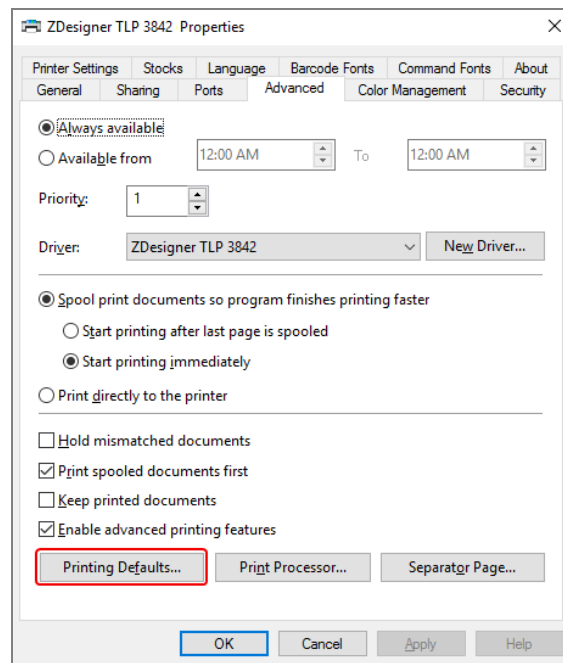 ZDesigner TLP 3842 Properties
Printer Settings Stocks Language Barcode Fonts Command Fonts About
General Sharing Ports Advanced Color Management Security
Always available
Available from 12:00 AM To 12:00 AM
Priority: 1
Driver: ZDesigner TLP 3842 New Driver...
Spool print documents so program finishes printing faster
Start printing after last page is spooled
Start printing immediately
Print directly to the printer
Hold mismatched documents
Print spooled documents first
Keep printed documents
Enable advanced printing features
Printing Defaults... Print Processor... Separator Page...
OK Cancel Apply Help